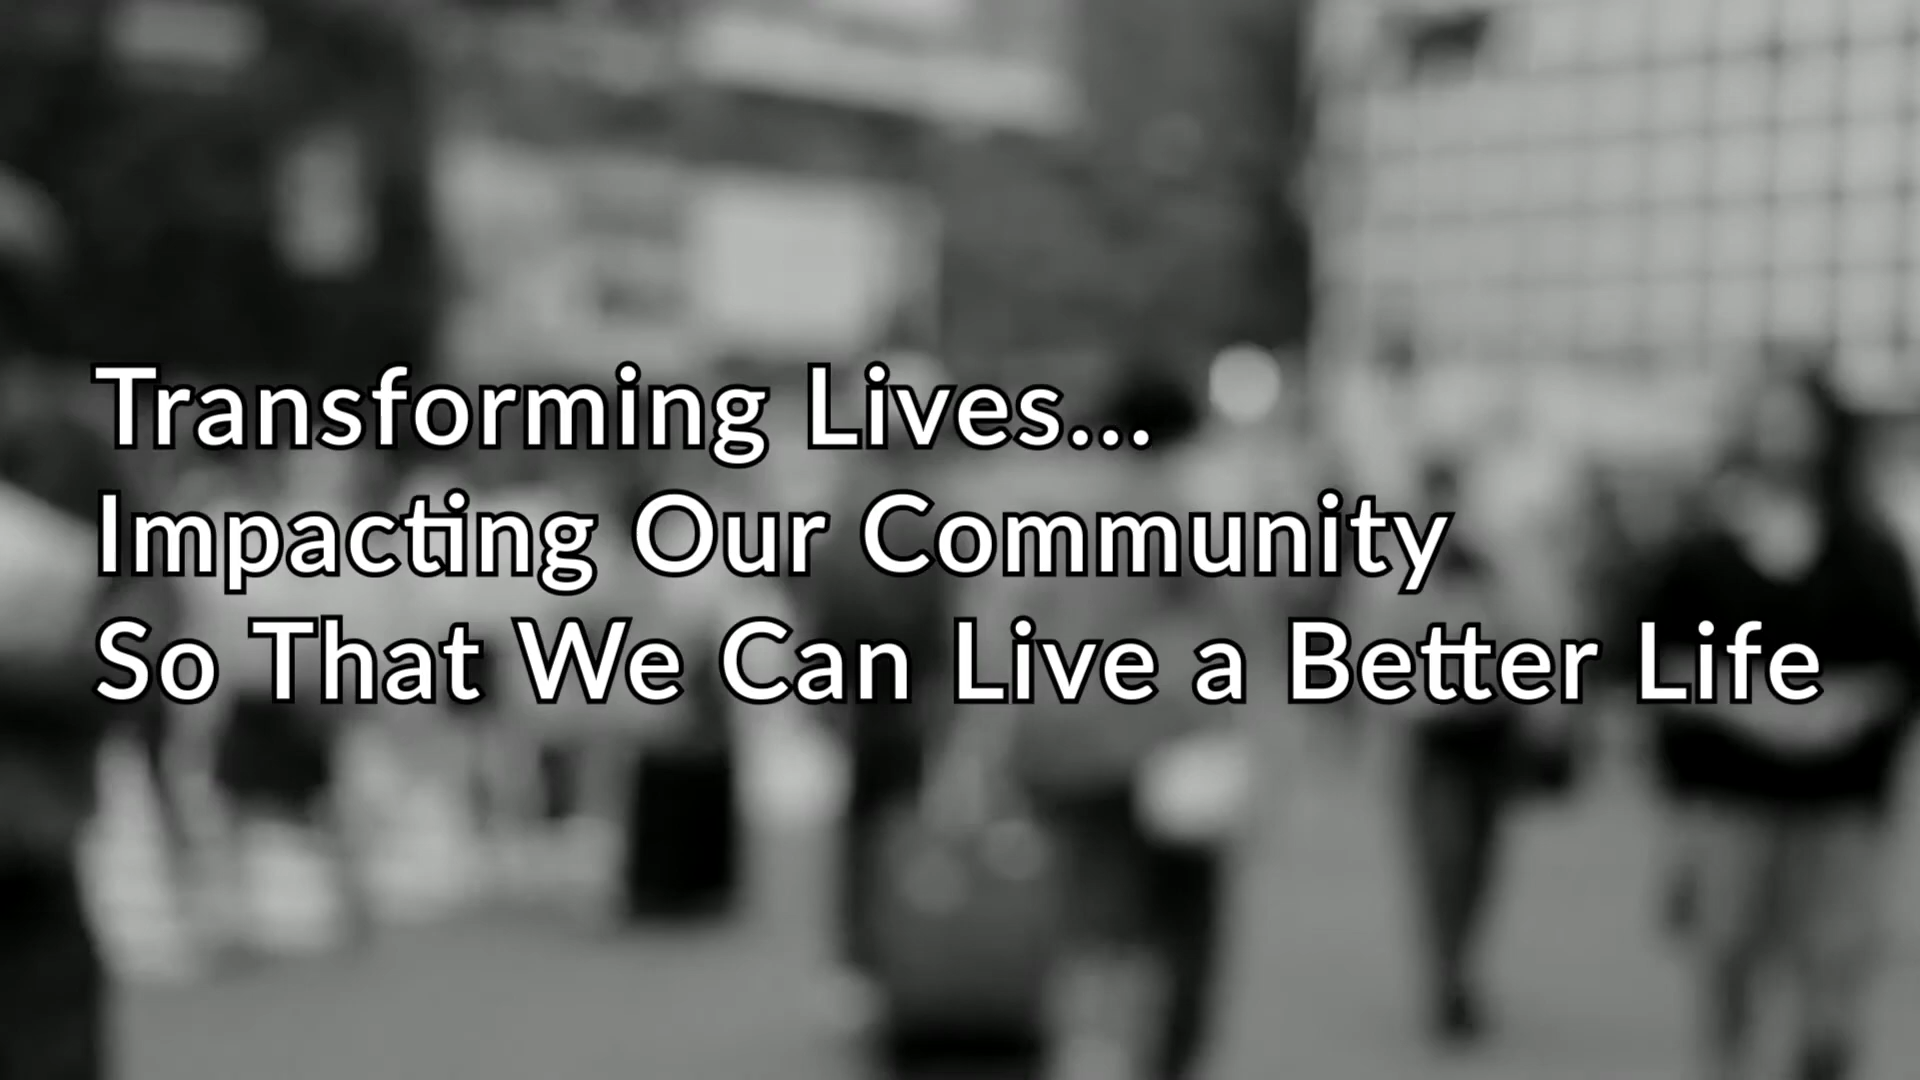 Transforming Lives...
Impacting Our Community
So That We Can Live a Better Life